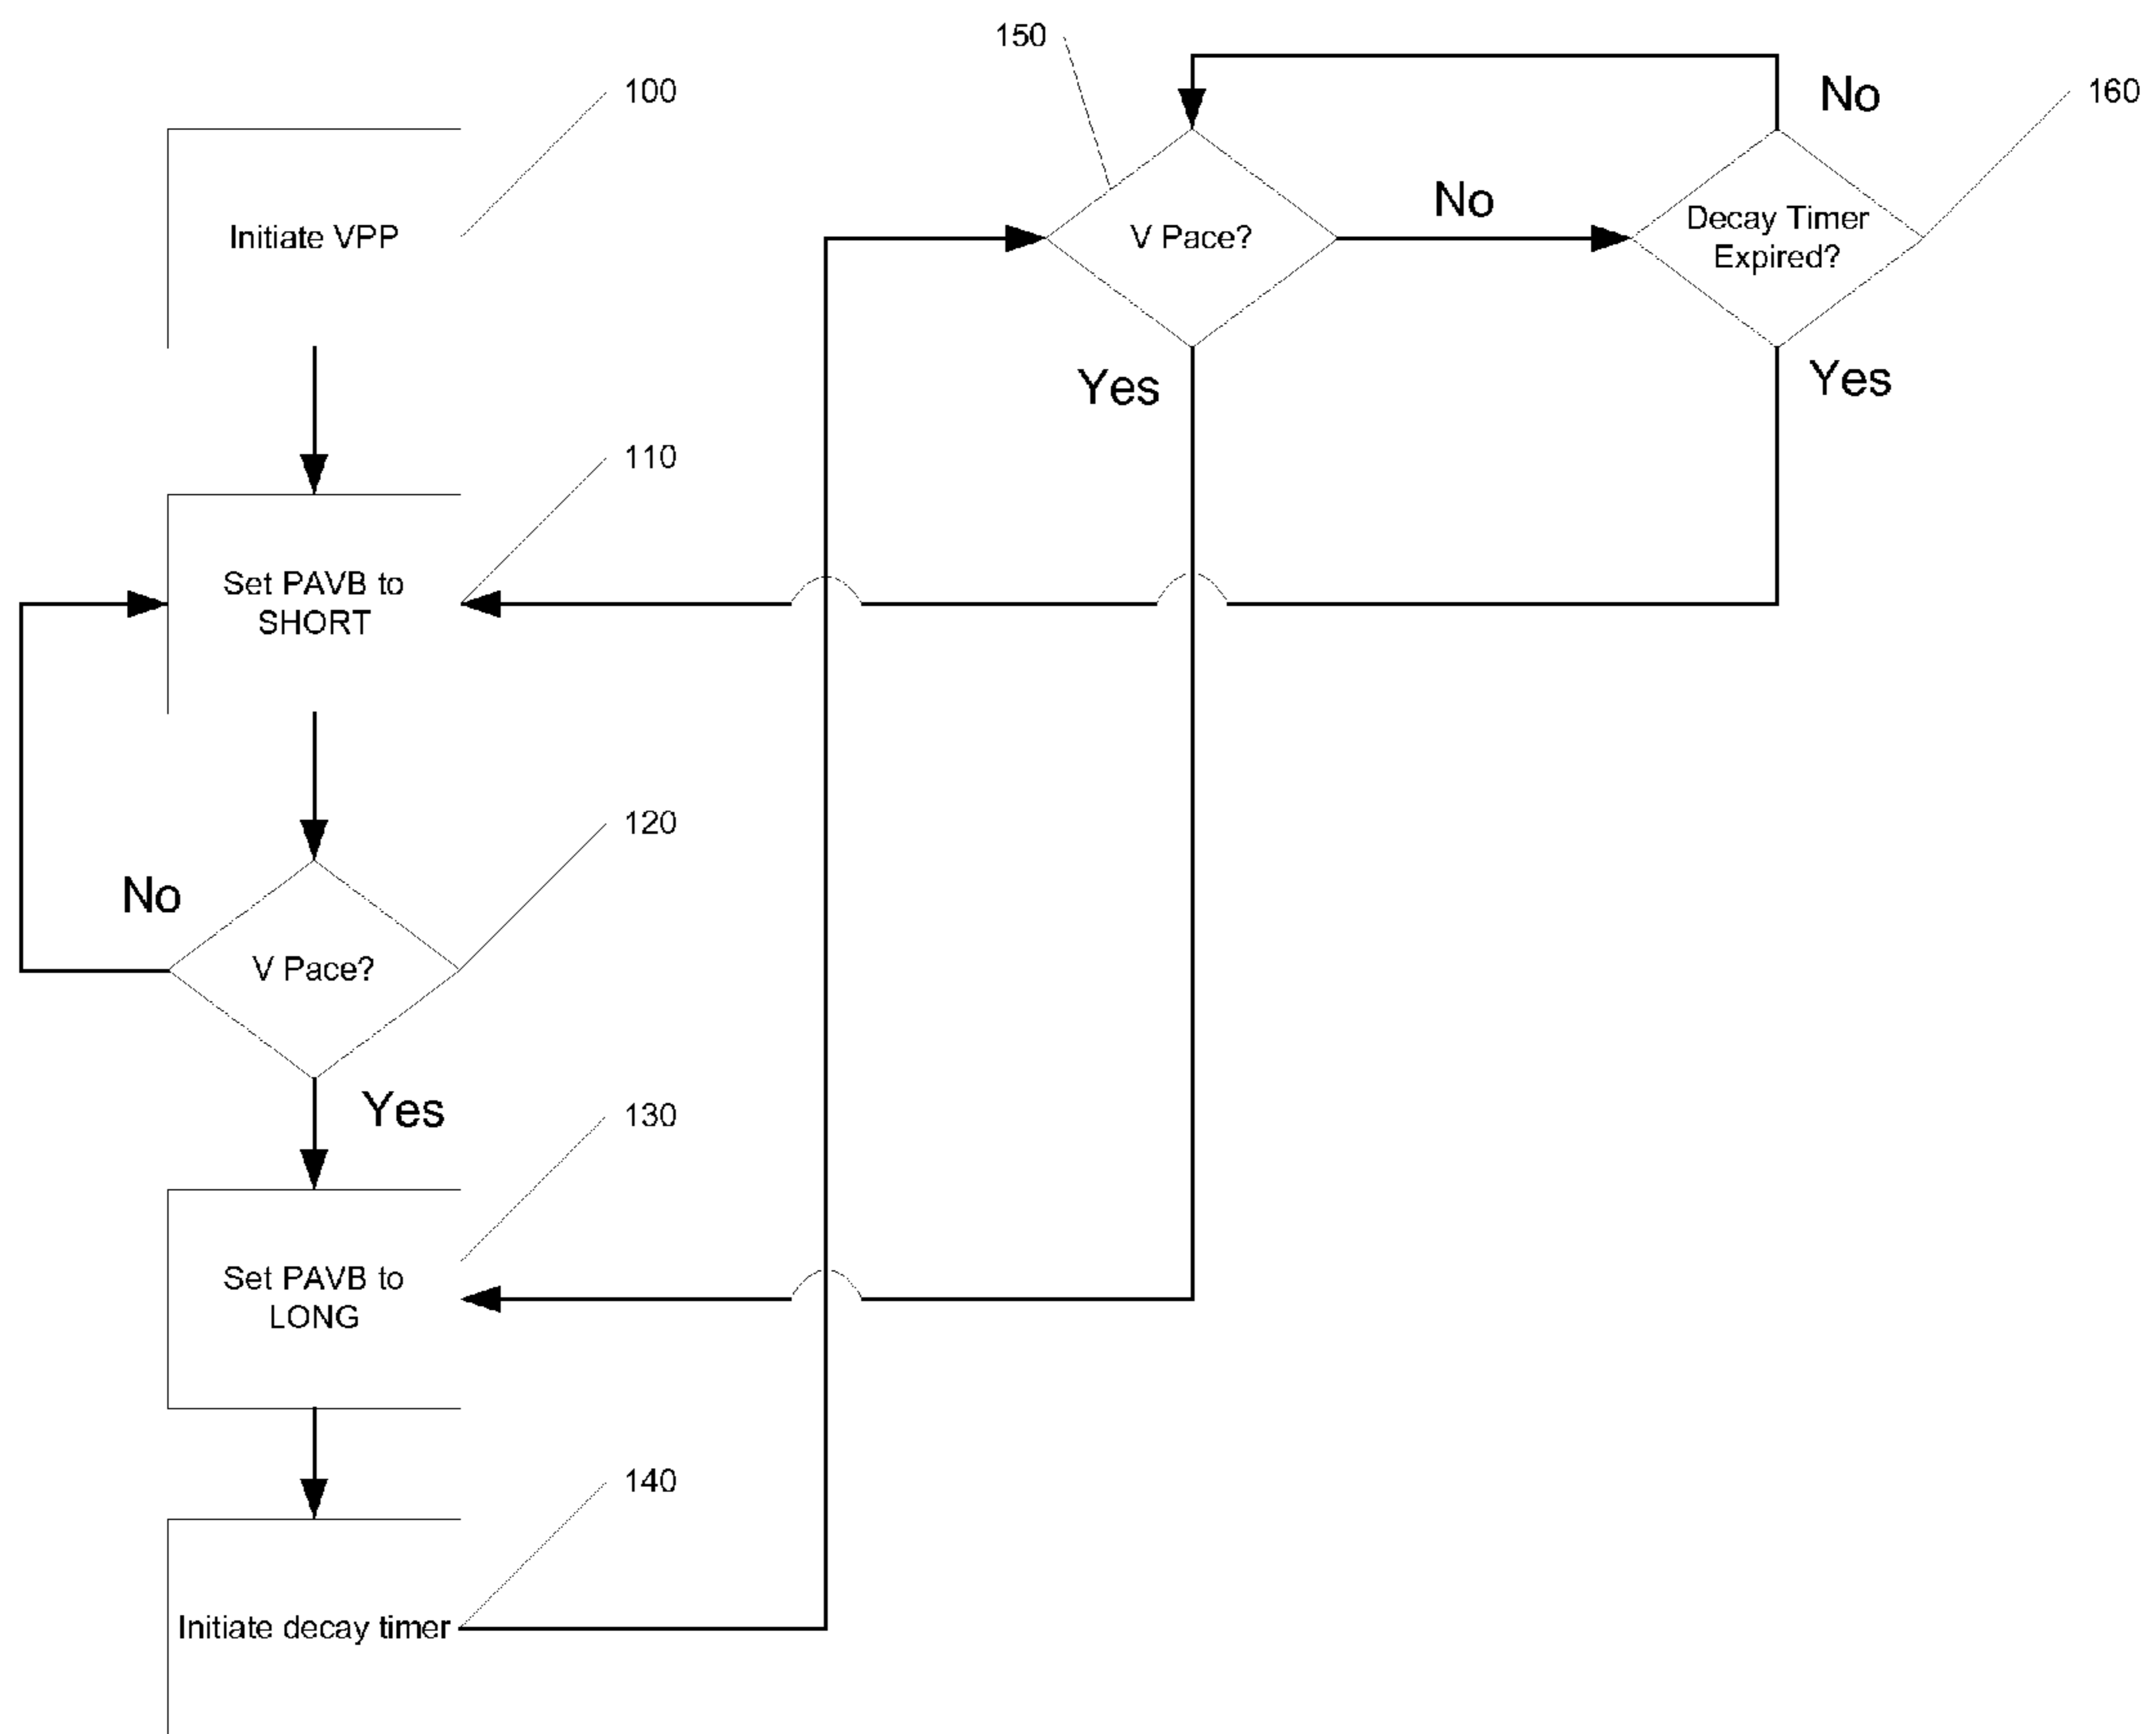 150
No
160
100
Initiate VPP
No
V Pace?
Decay Timer
Expired?
Yes
Yes
110
Set PAVB to
SHORT
120
No
V Pace?
Yes
130
Set PAVB to
LONG
140
Initiate decay timer